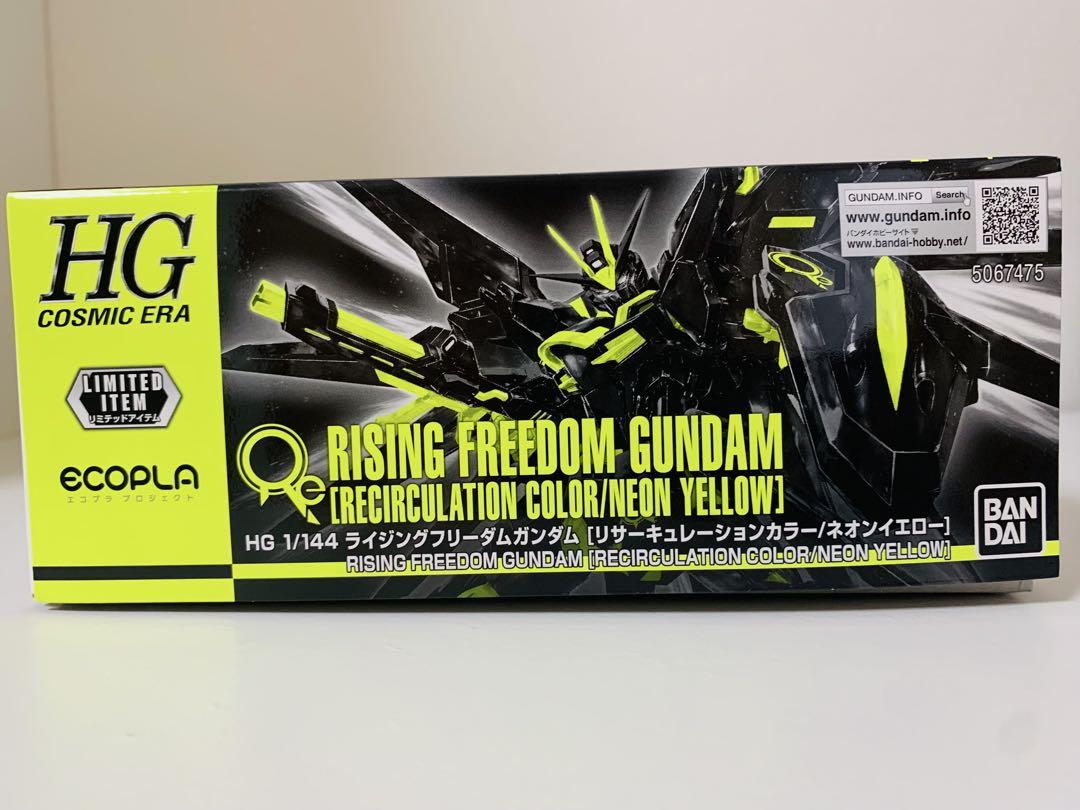 HG
COSMIC ERA
LIMITED
ITEM
リミテッドアイテム
ECOPLA
エコプラ プロジェクト
GUNDAM.INFO Search
www.gundam.info
バンダイホビーサイト
www.bandai-hobby.net/
5067475
Re
Re RISING FREEDOM GUNDAM
[RECIRCULATION COLOR/NEON YELLOW]
HG 1/144 ライジングフリーダムガンダム [リサーキュレーションカラー/ネオンイエロー]
RISING FREEDOM GUNDAM [RECIRCULATION COLOR/NEON YELLOW]
BAN
DAI